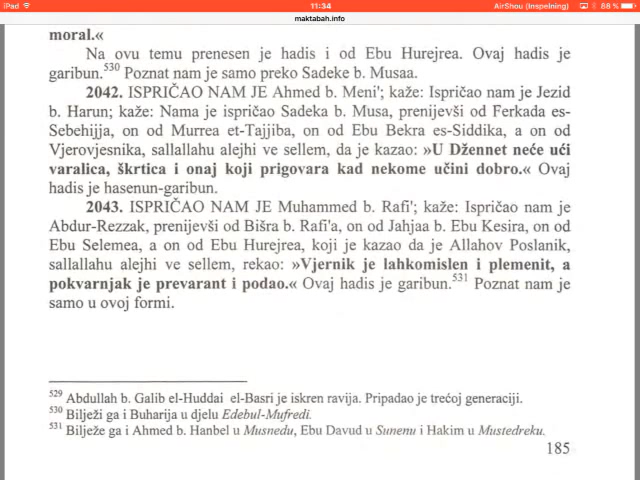 iPad 11:34 AirShou (Inspelning) 88 %
maktabah.info
moral.«
Na ovu temu prenesen je hadis i od Ebu Hurejrea. Ovaj hadis je
garibun.530 Poznat nam je samo preko Sadeke b. Musaa.
2042. ISPRIČAO NAM JE Ahmed b. Meni'; kaže: Ispričao nam je Jezid
b. Harun; kaže: Nama je ispričao Sadeka b. Musa, prenijevši od Ferkada es-
Sebehijja, on od Murrea et-Tajjiba, on od Ebu Bekra es-Siddika, a on od
Vjerovjesnika, sallallahu alejhi ve sellem, da je kazao: »U Džennet neće ući
varalica, škrtica i onaj koji prigovara kad nekome učini dobro.« Ovaj
hadis je hasenun-garibun.
2043. ISPRIČAO NAM JE Muhammed b. Rafi'; kaže: Ispričao nam je
Abdur-Rezzak, prenijevši od Bišra b. Rafi'a, on od Jahjaa b. Ebu Kesira, on od
Ebu Selemea, a on od Ebu Hurejrea, koji je kazao da je Allahov Poslanik,
sallallahu alejhi ve sellem, rekao: »Vjernik je lahkomislen i plemenit, a
pokvarnjak je prevarant i podao.« Ovaj hadis je garibun.531 Poznat nam je
samo u ovoj formi.
529 Abdullah b. Galib el-Huddai el-Basri je iskren ravija. Pripadao je trećoj generaciji.
530 Bilježi ga i Buharija u djelu Edebul-Mufredi.
531 Bilježe ga i Ahmed b. Hanbel u Musnedu, Ebu Davud u Sunenu i Hakim u Mustedreku.
185